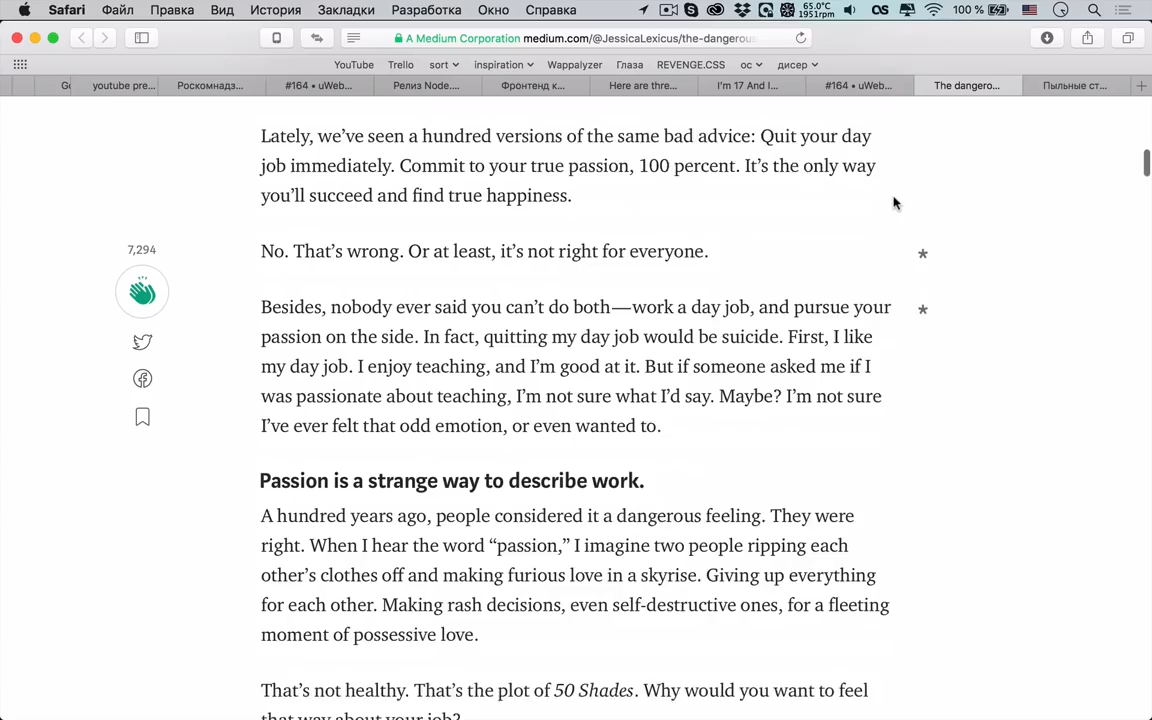 Safari Файл Правка Вид История Закладки Разработка Окно Справка 65.0°C 1951rpm 100 %
A Medium Corporation medium.com/@JessicaLexicus/the-dangerous
YouTube Trello sort inspiration Wappalyzer Глаза REVENGE.CSS ос дисер
Go youtube pre... Роскомнадз... #164 • uWeb... Релиз Node.... Фронтенд к... Here are thre... I'm 17 And I... #164 • uWeb... The dangero... Пыльные ст...
Lately, we've seen a hundred versions of the same bad advice: Quit your day
job immediately. Commit to your true passion, 100 percent. It's the only way
you'll succeed and find true happiness.
7,294
No. That's wrong. Or at least, it's not right for everyone. *
Besides, nobody ever said you can't do both — work a day job, and pursue your *
passion on the side. In fact, quitting my day job would be suicide. First, I like
my day job. I enjoy teaching, and I'm good at it. But if someone asked me if I
was passionate about teaching, I'm not sure what I'd say. Maybe? I'm not sure
I've ever felt that odd emotion, or even wanted to.
Passion is a strange way to describe work.
A hundred years ago, people considered it a dangerous feeling. They were
right. When I hear the word “passion,” I imagine two people ripping each
other's clothes off and making furious love in a skyrise. Giving up everything
for each other. Making rash decisions, even self-destructive ones, for a fleeting
moment of possessive love.
That's not healthy. That's the plot of 50 Shades. Why would you want to feel
that way about your job?